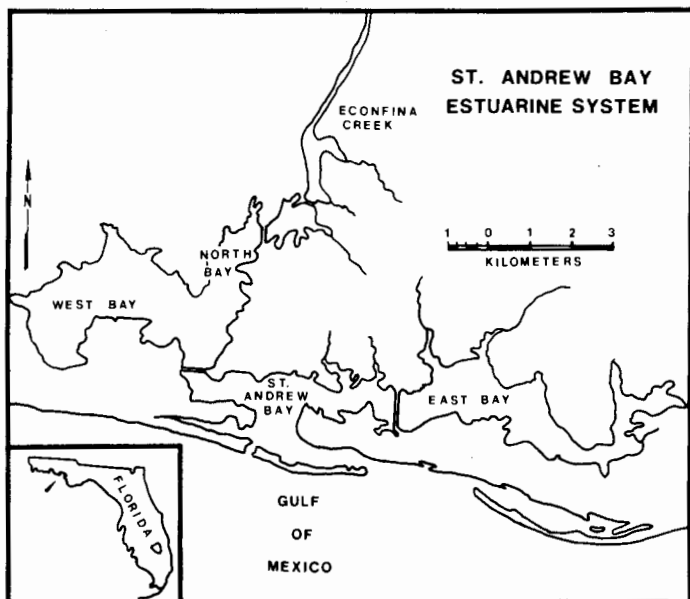 ST. ANDREW BAY
ESTUARINE SYSTEM
ECONFINA
CREEK
N
1 0 1 2 3
KILOMETERS
NORTH
BAY
WEST BAY
ST.
ANDREW
BAY
EAST BAY
FLORIDA
GULF
OF
MEXICO